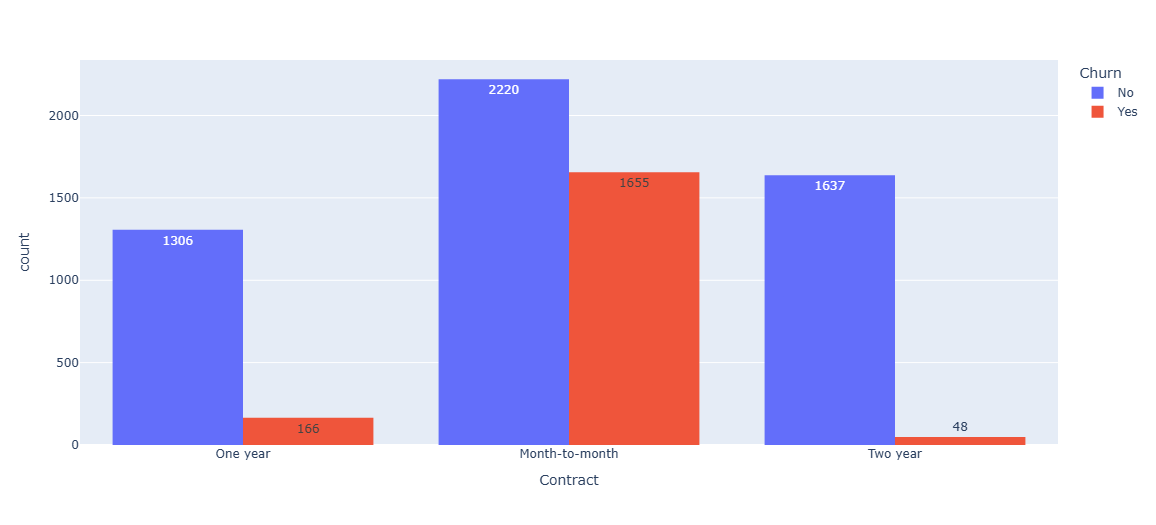 Churn
No
Yes
count
2000
1500
1000
500
0
1306
166
2220
1655
1637
48
One year
Month-to-month
Two year
Contract